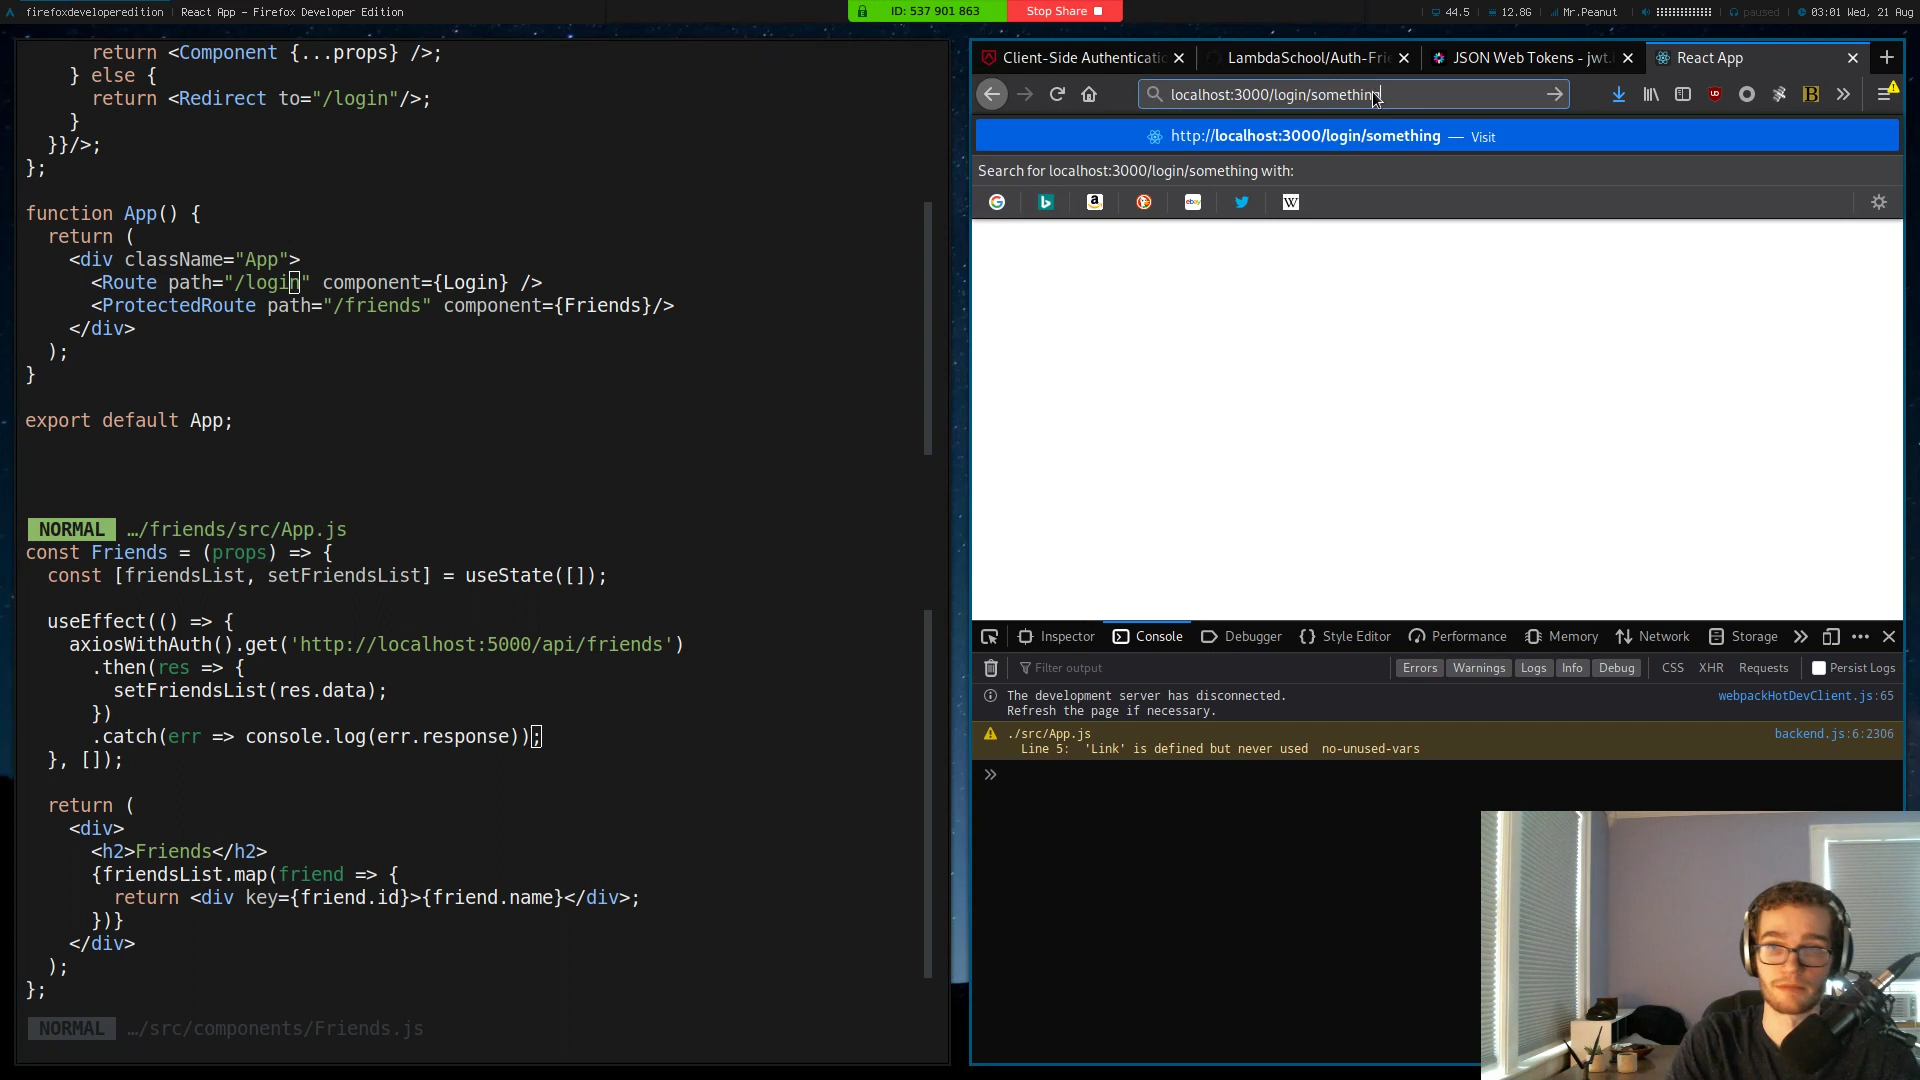 firefoxdeveloperedition
React App - Firefox Developer Edition
ID: 537 901 863
Stop Share
44.5
12.8G
Mr.Peanut
paused
03:01 Wed, 21 Aug
return <Component {...props} />;
} else {
return <Redirect to="/login"/>;
}
}}/>;
};
function App() {
return (
<div className="App">
<Route path="/login" component={Login} />
<ProtectedRoute path="/friends" component={Friends}/>
</div>
);
}
export default App;
NORMAL …/friends/src/App.js
const Friends = (props) => {
const [friendsList, setFriendsList] = useState([]);
useEffect(() => {
axiosWithAuth().get('http://localhost:5000/api/friends')
.then(res => {
setFriendsList(res.data);
})
.catch(err => console.log(err.response));
}, []);
return (
<div>
<h2>Friends</h2>
{friendsList.map(friend => {
return <div key={friend.id}>{friend.name}</div>;
})}
</div>
);
};
NORMAL …/src/components/Friends.js
Client-Side Authenticati
LambdaSchool/Auth-Frie
JSON Web Tokens - jwt.
React App
localhost:3000/login/something
http://localhost:3000/login/something — Visit
Search for localhost:3000/login/something with:
Inspector
Console
Debugger
Style Editor
Performance
Memory
Network
Storage
Filter output
Errors
Warnings
Logs
Info
Debug
CSS
XHR
Requests
Persist Logs
The development server has disconnected.
webpackHotDevClient.js:65
Refresh the page if necessary.
./src/App.js
backend.js:6:2306
Line 5: 'Link' is defined but never used no-unused-vars